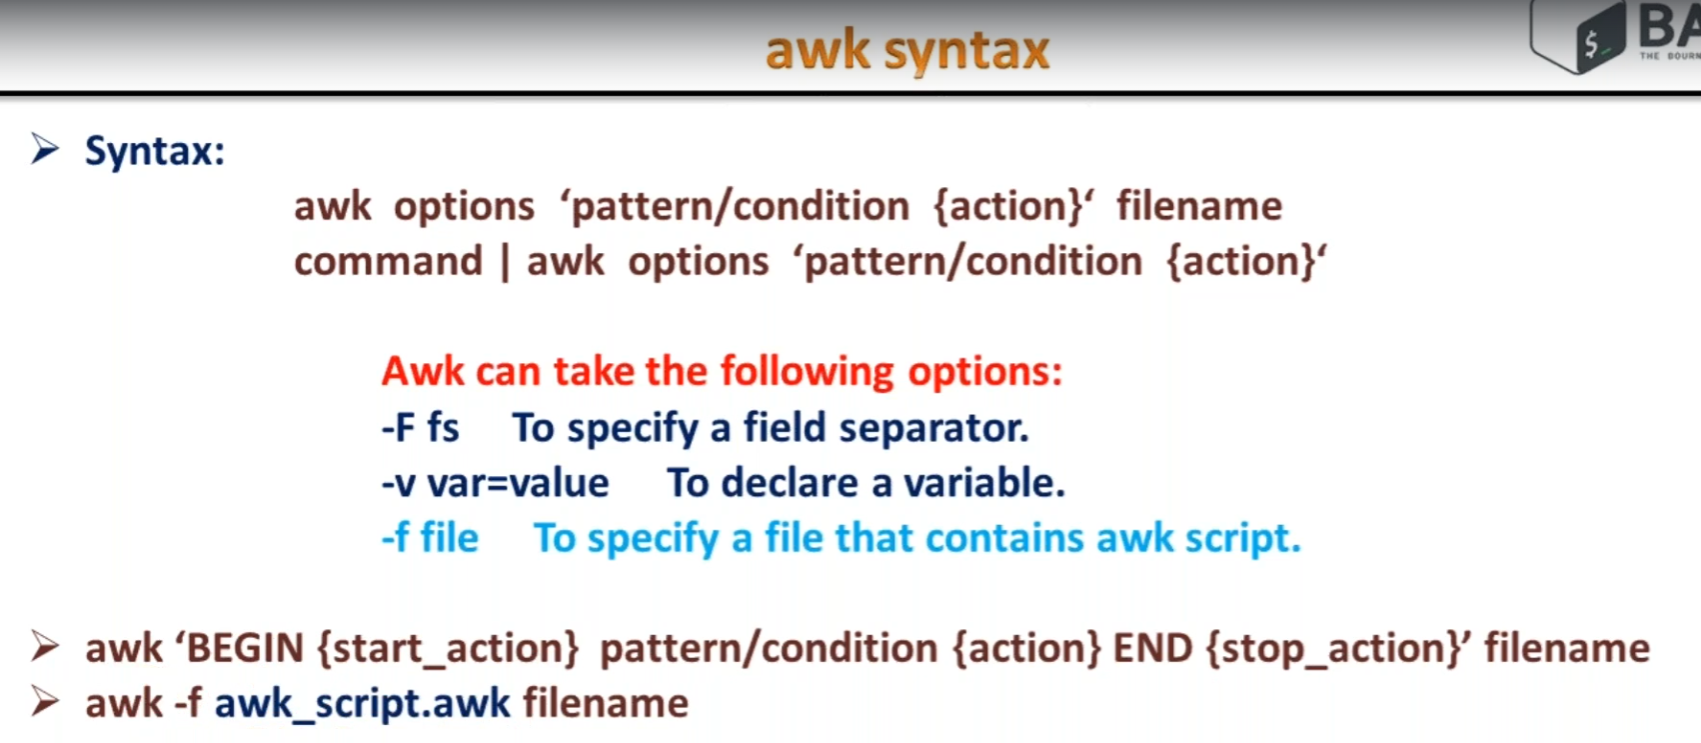 awk syntax
$_
THE
➢ Syntax:
awk options ‘pattern/condition {action}‘ filename
command | awk options ‘pattern/condition {action}‘
Awk can take the following options:
-F fs To specify a field separator.
-v var=value To declare a variable.
-f file To specify a file that contains awk script.
➢ awk ‘BEGIN {start_action} pattern/condition {action} END {stop_action}’ filename
➢ awk -f awk_script.awk filename